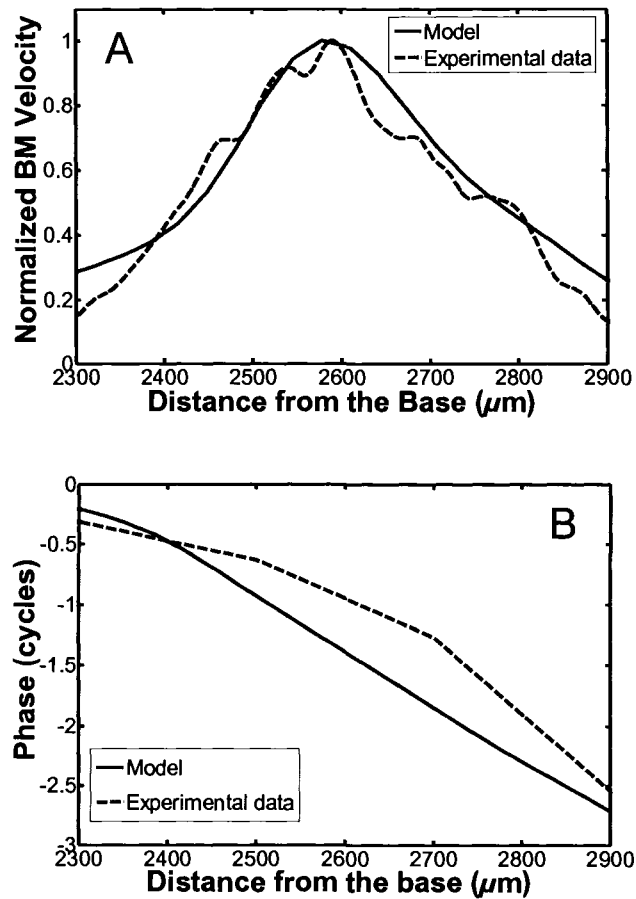 A
Model
Experimental data
Normalized BM Velocity
1
0.8
0.6
0.4
0.2
0
2300 2400 2500 2600 2700 2800 2900
Distance from the Base (μm)
B
Phase (cycles)
0
-0.5
-1
-1.5
-2
-2.5
-3
Model
Experimental data
2300 2400 2500 2600 2700 2800 2900
Distance from the base (μm)